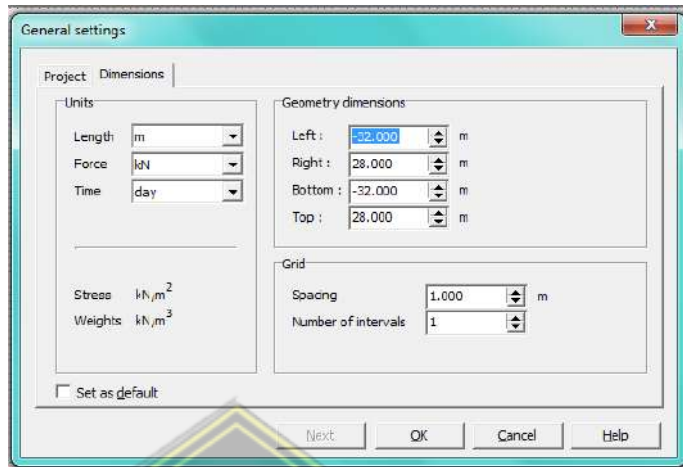 General settings
X
Project Dimensions
Units
Length m
Force kN
Time day
Stress kN/m2
Weights kN/m3
Geometry dimensions
Left : -32.000 m
Right : 28.000 m
Bottom : -32.000 m
Top : 28.000 m
Grid
Spacing 1.000 m
Number of intervals 1
Set as default
Next OK Cancel Help